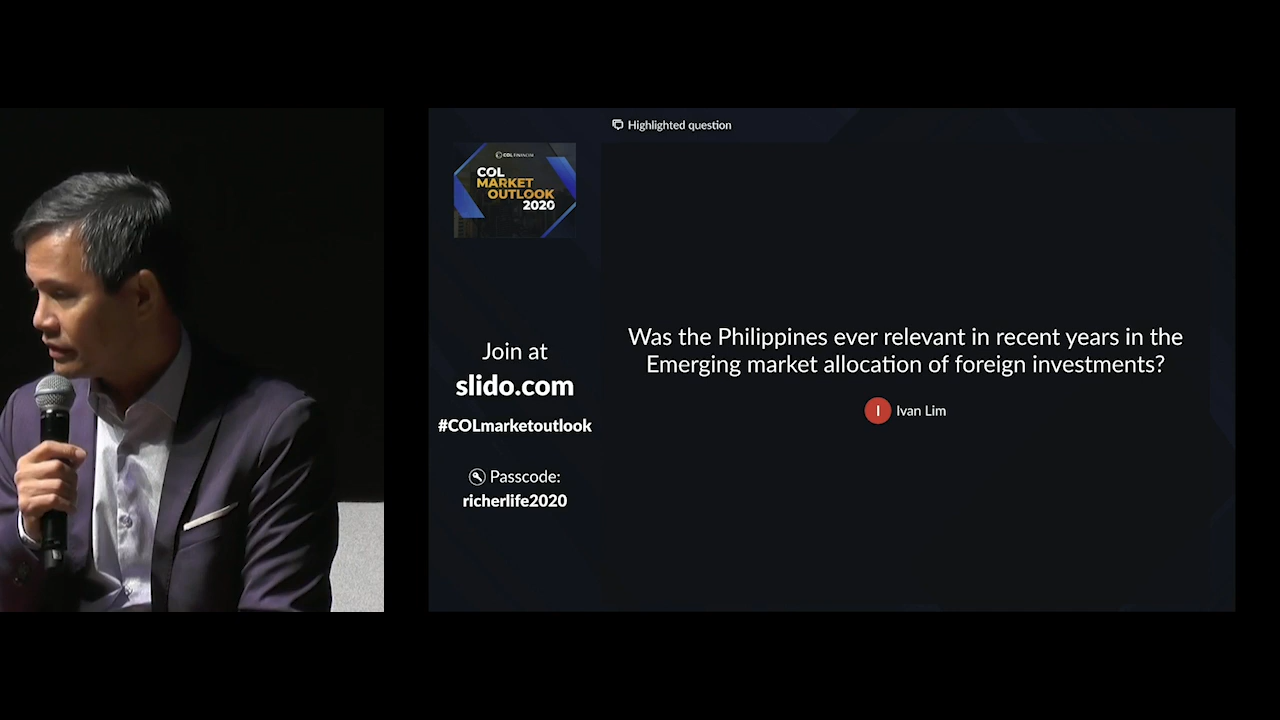 Highlighted question
COL FINANCIAL
COL
MARKET
OUTLOOK
2020
Join at
slido.com
#COLmarketoutlook
Passcode:
richerlife2020
Was the Philippines ever relevant in recent years in the
Emerging market allocation of foreign investments?
I Ivan Lim